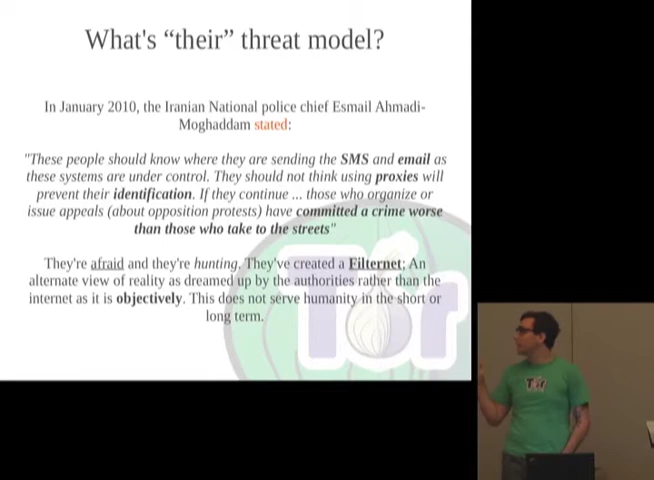 What's “their” threat model?
In January 2010, the Iranian National police chief Esmail Ahmadi-
Moghaddam stated:
"These people should know where they are sending the SMS and email as
these systems are under control. They should not think using proxies will
prevent their identification. If they continue ... those who organize or
issue appeals (about opposition protests) have committed a crime worse
than those who take to the streets"
They're afraid and they're hunting. They've created a Filternet; An
alternate view of reality as dreamed up by the authorities rather than the
internet as it is objectively. This does not serve humanity in the short or
long term.
Tor
Tor